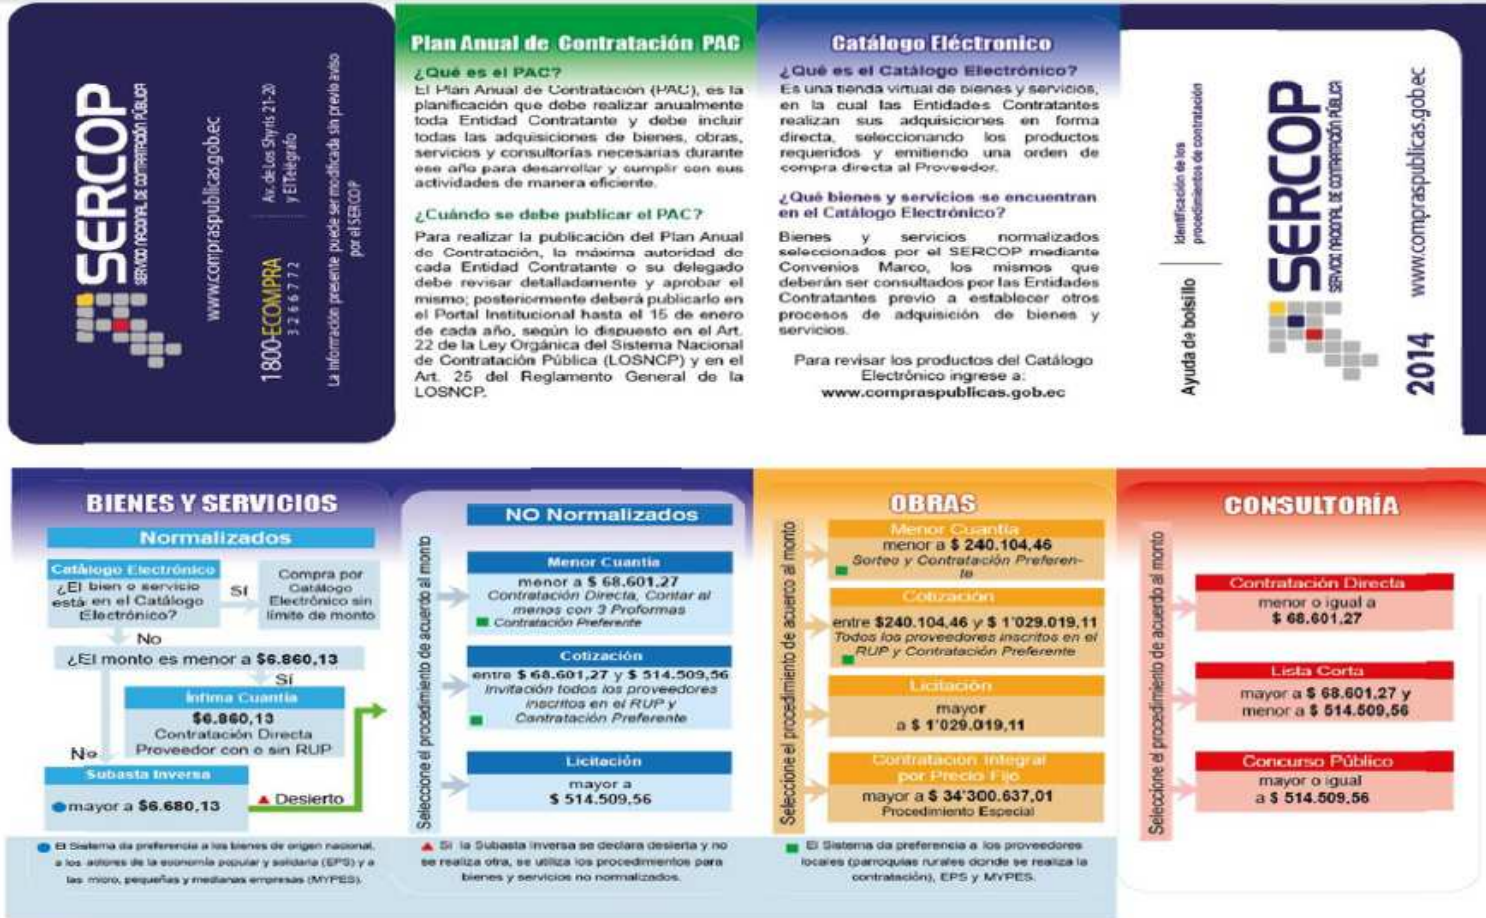 SERCOP
SERVICIO NACIONAL DE CONTRATACIÓN PÚBLICA
www.compraspublicas.gob.ec
1800-ECOMPRA
3 2 6 6 7 7 2
Av. de Los Shyris 21-20
y El Telégrafo
La información presente puede ser modificada sin previo aviso
por el SERCOP
Plan Anual de Contratación PAC
¿Qué es el PAC?
El Plan Anual de Contratación (PAC), es la
planificación que debe realizar anualmente
toda Entidad Contratante y debe incluir
todas las adquisiciones de bienes, obras,
servicios y consultorías necesarias durante
ese año para desarrollar y cumplir con sus
actividades de manera eficiente.
¿Cuándo se debe publicar el PAC?
Para realizar la publicación del Plan Anual
de Contratación, la máxima autoridad de
cada Entidad Contratante o su delegado
debe revisar detalladamente y aprobar el
mismo; posteriormente deberá publicarlo en
el Portal Institucional hasta el 15 de enero
de cada año, según lo dispuesto en el Art.
22 de la Ley Orgánica del Sistema Nacional
de Contratación Pública (LOSNCP) y en el
Art. 25 del Reglamento General de la
LOSNCP.
Catálogo Eléctronico
¿Qué es el Catálogo Electrónico?
Es una tienda virtual de bienes y servicios,
en la cual las Entidades Contratantes
realizan sus adquisiciones en forma
directa, seleccionando los productos
requeridos y emitiendo una orden de
compra directa al Proveedor.
¿Qué bienes y servicios se encuentran
en el Catálogo Electrónico?
Bienes y servicios normalizados
seleccionados por el SERCOP mediante
Convenios Marco, los mismos que
deberán ser consultados por las Entidades
Contratantes previo a establecer otros
procesos de adquisición de bienes y
servicios.
Para revisar los productos del Catálogo
Electrónico ingrese a:
www.compraspublicas.gob.ec
Ayuda de bolsillo
Identificación de los
procedimientos de contratación
SERCOP
SERVICIO NACIONAL DE CONTRATACIÓN PÚBLICA
2014
www.compraspublicas.gob.ec
BIENES Y SERVICIOS
Normalizados
Catálogo Electrónico
¿El bien o servicio
está en el Catálogo
Electrónico?
Sí
Compra por
Catálogo
Electrónico sin
límite de monto
No
¿El monto es menor a $6.860,13
Sí
Ínfima Cuantía
$6.860,13
Contratación Directa
Proveedor con o sin RUP
No
Subasta Inversa
mayor a $6.680,13
Desierto
El Sistema da preferencia a los bienes de origen nacional,
a los actores de la economía popular y solidaria (EPS) y a
las micro, pequeñas y medianas empresas (MYPES).
Seleccione el procedimiento de acuerdo al monto
NO Normalizados
Menor Cuantía
menor a $ 68.601,27
Contratación Directa, Contar al
menos con 3 Proformas
Contratación Preferente
Cotización
entre $ 68.601,27 y $ 514.509,56
Invitación todos los proveedores
inscritos en el RUP y
Contratación Preferente
Licitación
mayor a
$ 514.509,56
Si la Subasta Inversa se declara desierta y no
se realiza otra, se utiliza los procedimientos para
bienes y servicios no normalizados.
OBRAS
Seleccione el procedimiento de acuerdo al monto
Menor Cuantía
menor a $ 240.104,46
Sorteo y Contratación Preferen-
te
Cotización
entre $240.104,46 y $ 1'029.019,11
Todos los proveedores inscritos en el
RUP y Contratación Preferente
Licitación
mayor
a $ 1'029.019,11
Contratación Integral
por Precio Fijo
mayor a $ 34'300.637,01
Procedimiento Especial
El Sistema da preferencia a los proveedores
locales (parroquias rurales donde se realiza la
contratación), EPS y MYPES.
CONSULTORÍA
Seleccione el procedimiento de acuerdo al monto
Contratación Directa
menor o igual a
$ 68.601,27
Lista Corta
mayor a $ 68.601,27 y
menor a $ 514.509,56
Concurso Público
mayor o igual
a $ 514.509,56